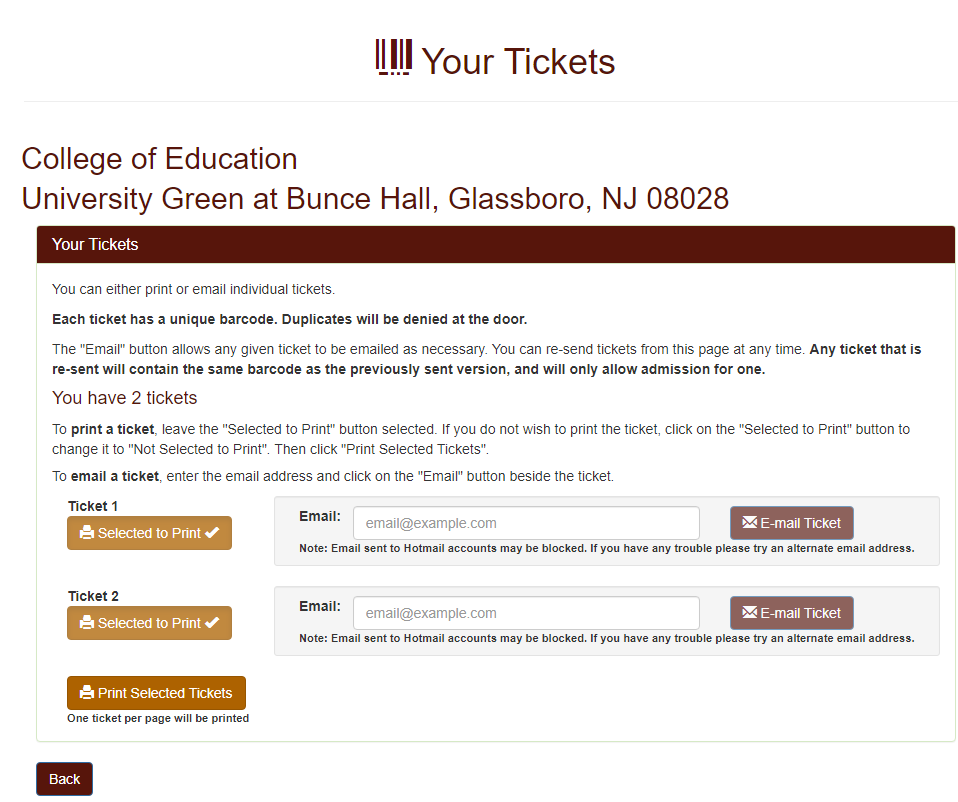 Your Tickets
College of Education
University Green at Bunce Hall, Glassboro, NJ 08028
Your Tickets
You can either print or email individual tickets.
Each ticket has a unique barcode. Duplicates will be denied at the door.
The "Email" button allows any given ticket to be emailed as necessary. You can re-send tickets from this page at any time. Any ticket that is
re-sent will contain the same barcode as the previously sent version, and will only allow admission for one.
You have 2 tickets
To print a ticket, leave the "Selected to Print" button selected. If you do not wish to print the ticket, click on the "Selected to Print" button to
change it to "Not Selected to Print". Then click "Print Selected Tickets".
To email a ticket, enter the email address and click on the "Email" button beside the ticket.
Ticket 1
Selected to Print
Email: email@example.com E-mail Ticket
Note: Email sent to Hotmail accounts may be blocked. If you have any trouble please try an alternate email address.
Ticket 2
Selected to Print
Email: email@example.com E-mail Ticket
Note: Email sent to Hotmail accounts may be blocked. If you have any trouble please try an alternate email address.
Print Selected Tickets
One ticket per page will be printed
Back